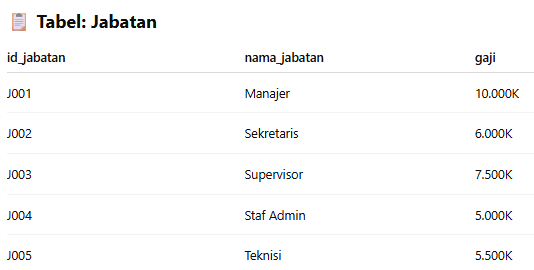 Tabel: Jabatan
id_jabatan nama_jabatan gaji
J001 Manajer 10.000K
J002 Sekretaris 6.000K
J003 Supervisor 7.500K
J004 Staf Admin 5.000K
J005 Teknisi 5.500K